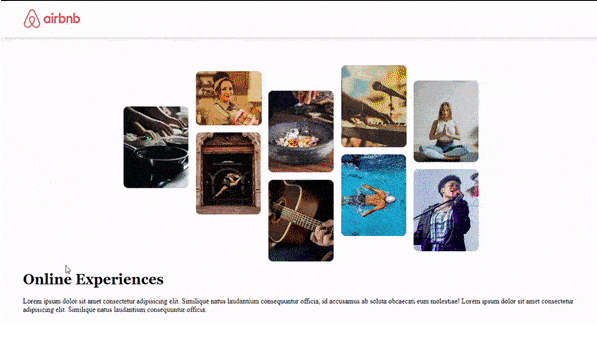 airbnb
Online Experiences
Lorem ipsum dolor sit amet consectetur adipisicing elit. Similique natus laudantium consequuntur officia, id accusamus ab soluta obcaecati eum molestiae! Lorem ipsum dolor sit amet consectetur
adipisicing elit. Similique natus laudantium consequuntur officia.